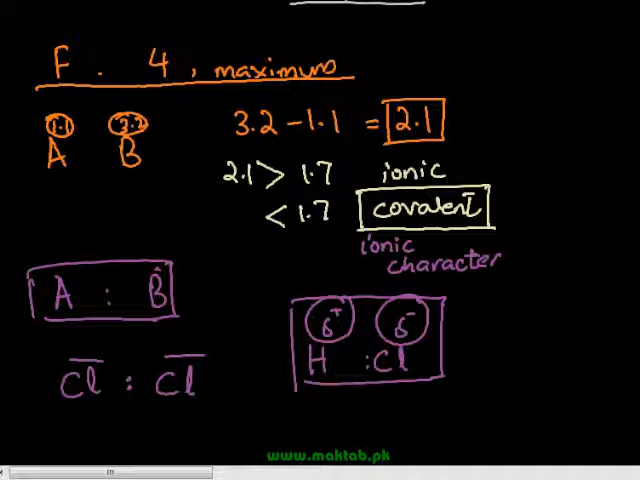 F . 4 , maximum
1.1 3.2
A B
3.2 - 1.1 = 2.1
2.1 > 1.7 ionic
< 1.7 covalent
ionic
character
A : B
δ+ δ-
H :Cl
Cl : Cl
www.maktab.pk